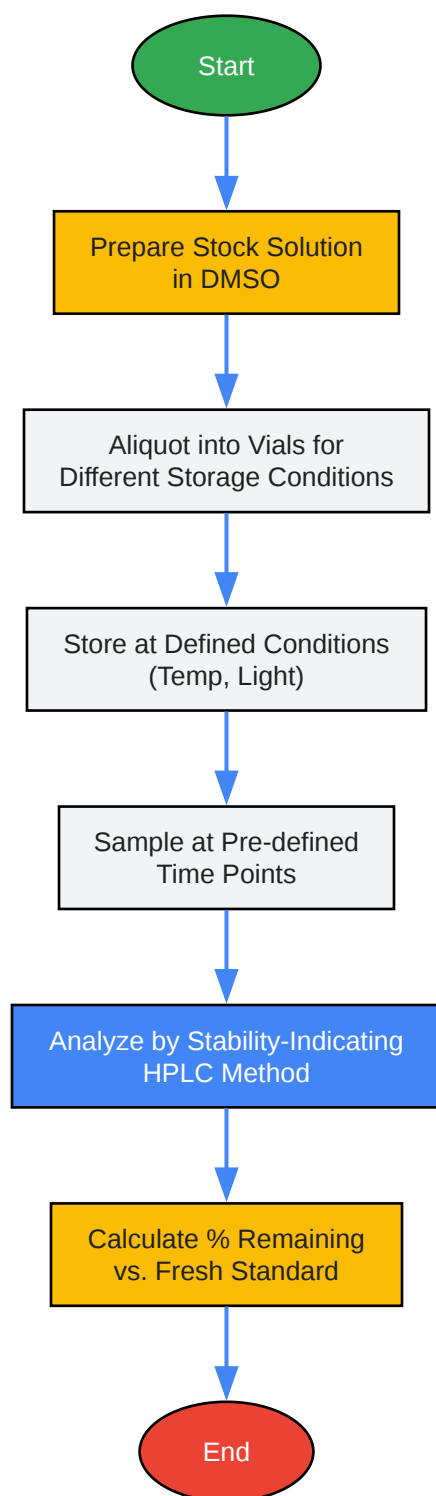 Start
Prepare Stock Solution
in DMSO
Aliquot into Vials for
Different Storage Conditions
Store at Defined Conditions
(Temp, Light)
Sample at Pre-defined
Time Points
Analyze by Stability-Indicating
HPLC Method
Calculate % Remaining
vs. Fresh Standard
End